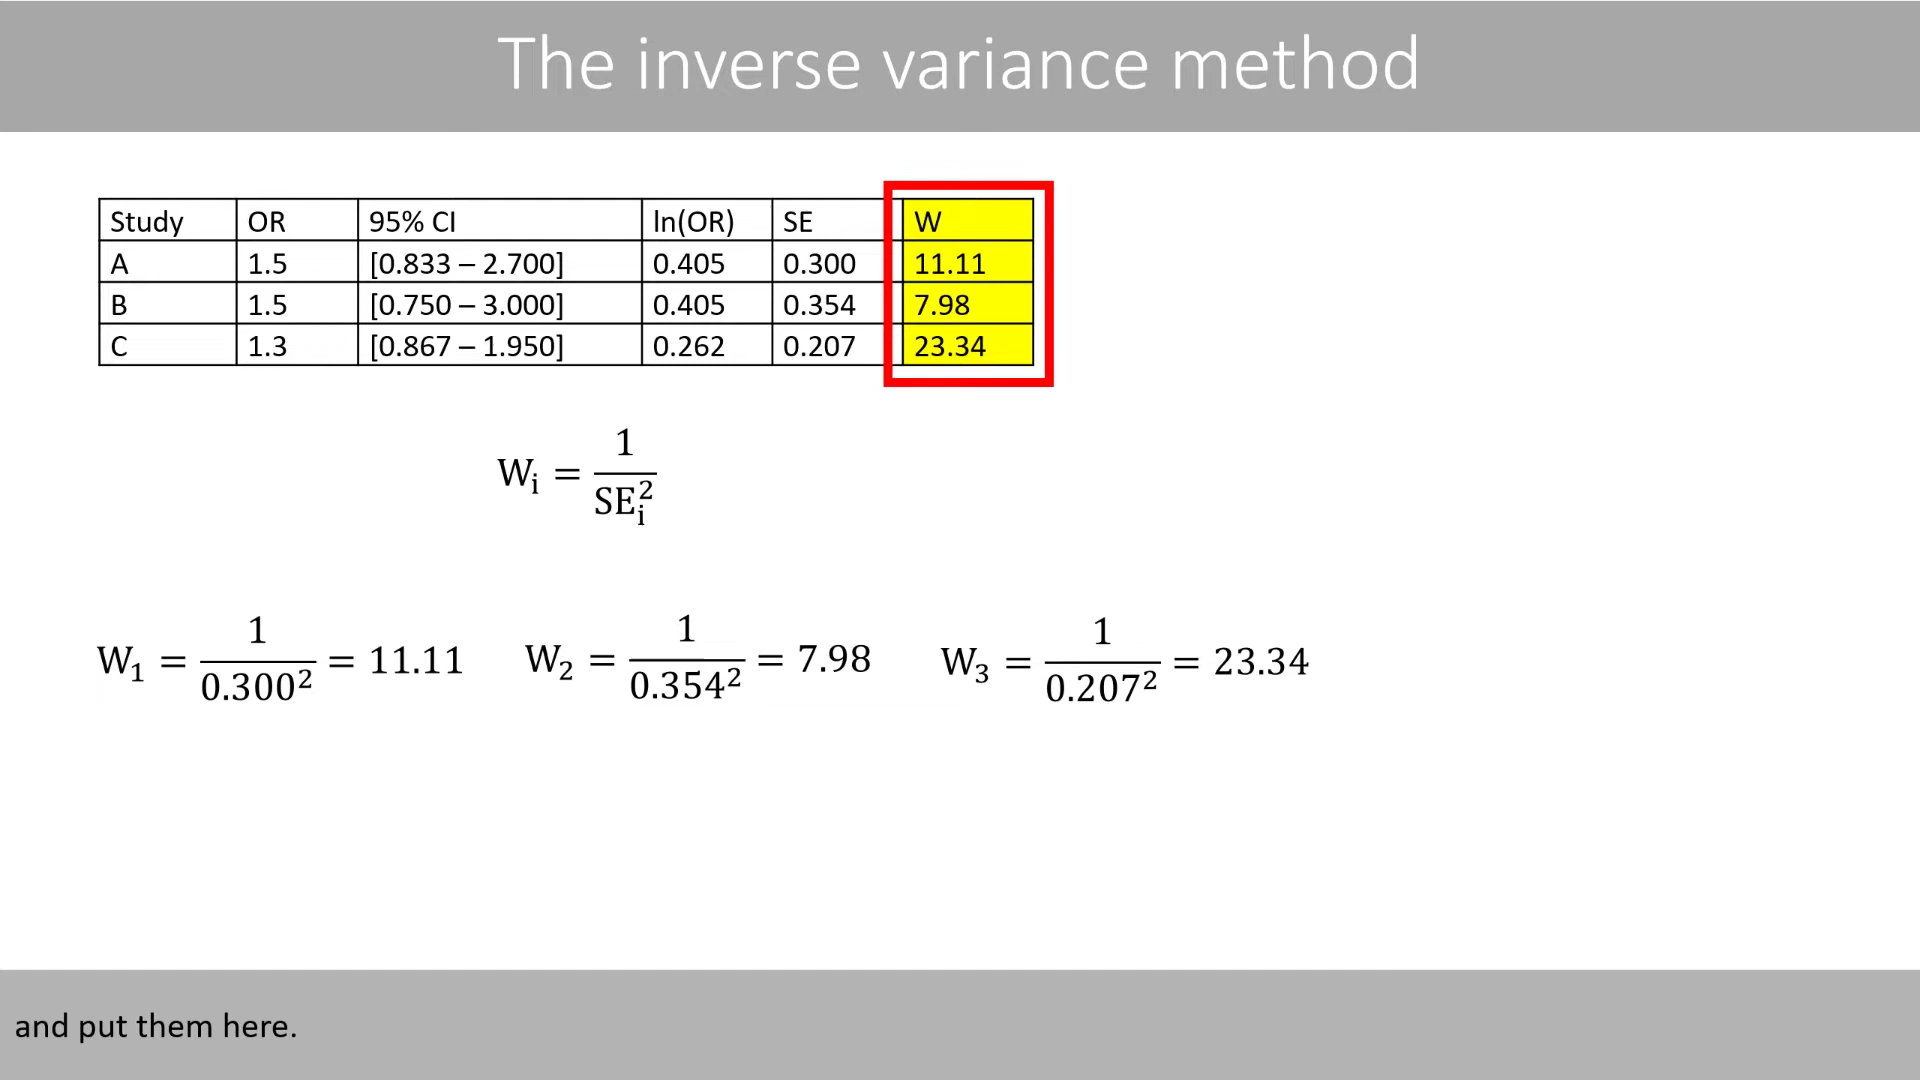 The inverse variance method
Study OR 95% CI ln(OR) SE W
A 1.5 [0.833 – 2.700] 0.405 0.300 11.11
B 1.5 [0.750 – 3.000] 0.405 0.354 7.98
C 1.3 [0.867 – 1.950] 0.262 0.207 23.34
Wᵢ = 1 / SEᵢ²
W₁ = 1 / 0.300² = 11.11 W₂ = 1 / 0.354² = 7.98 W₃ = 1 / 0.207² = 23.34
and put them here.